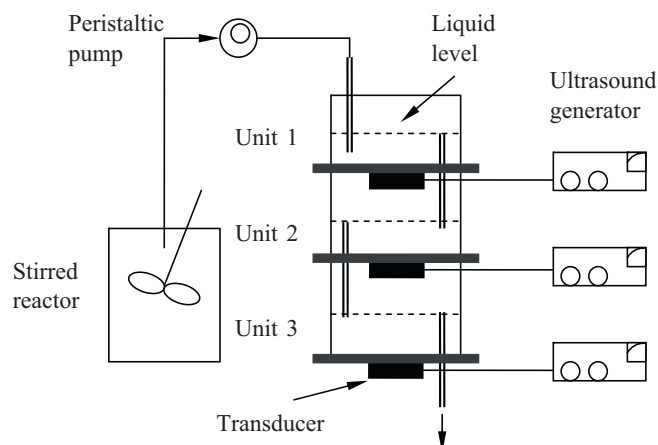 Peristaltic
pump
Liquid
level
Ultrasound
generator
Unit 1
Unit 2
Stirred
reactor
Unit 3
Transducer